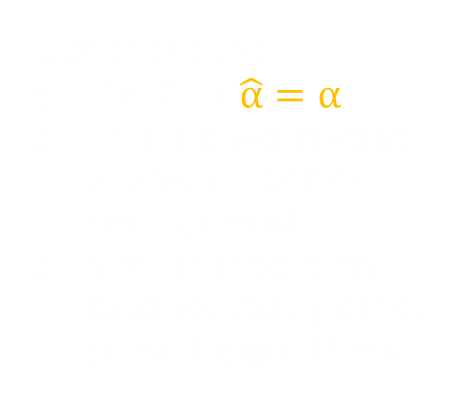 α̂ = α